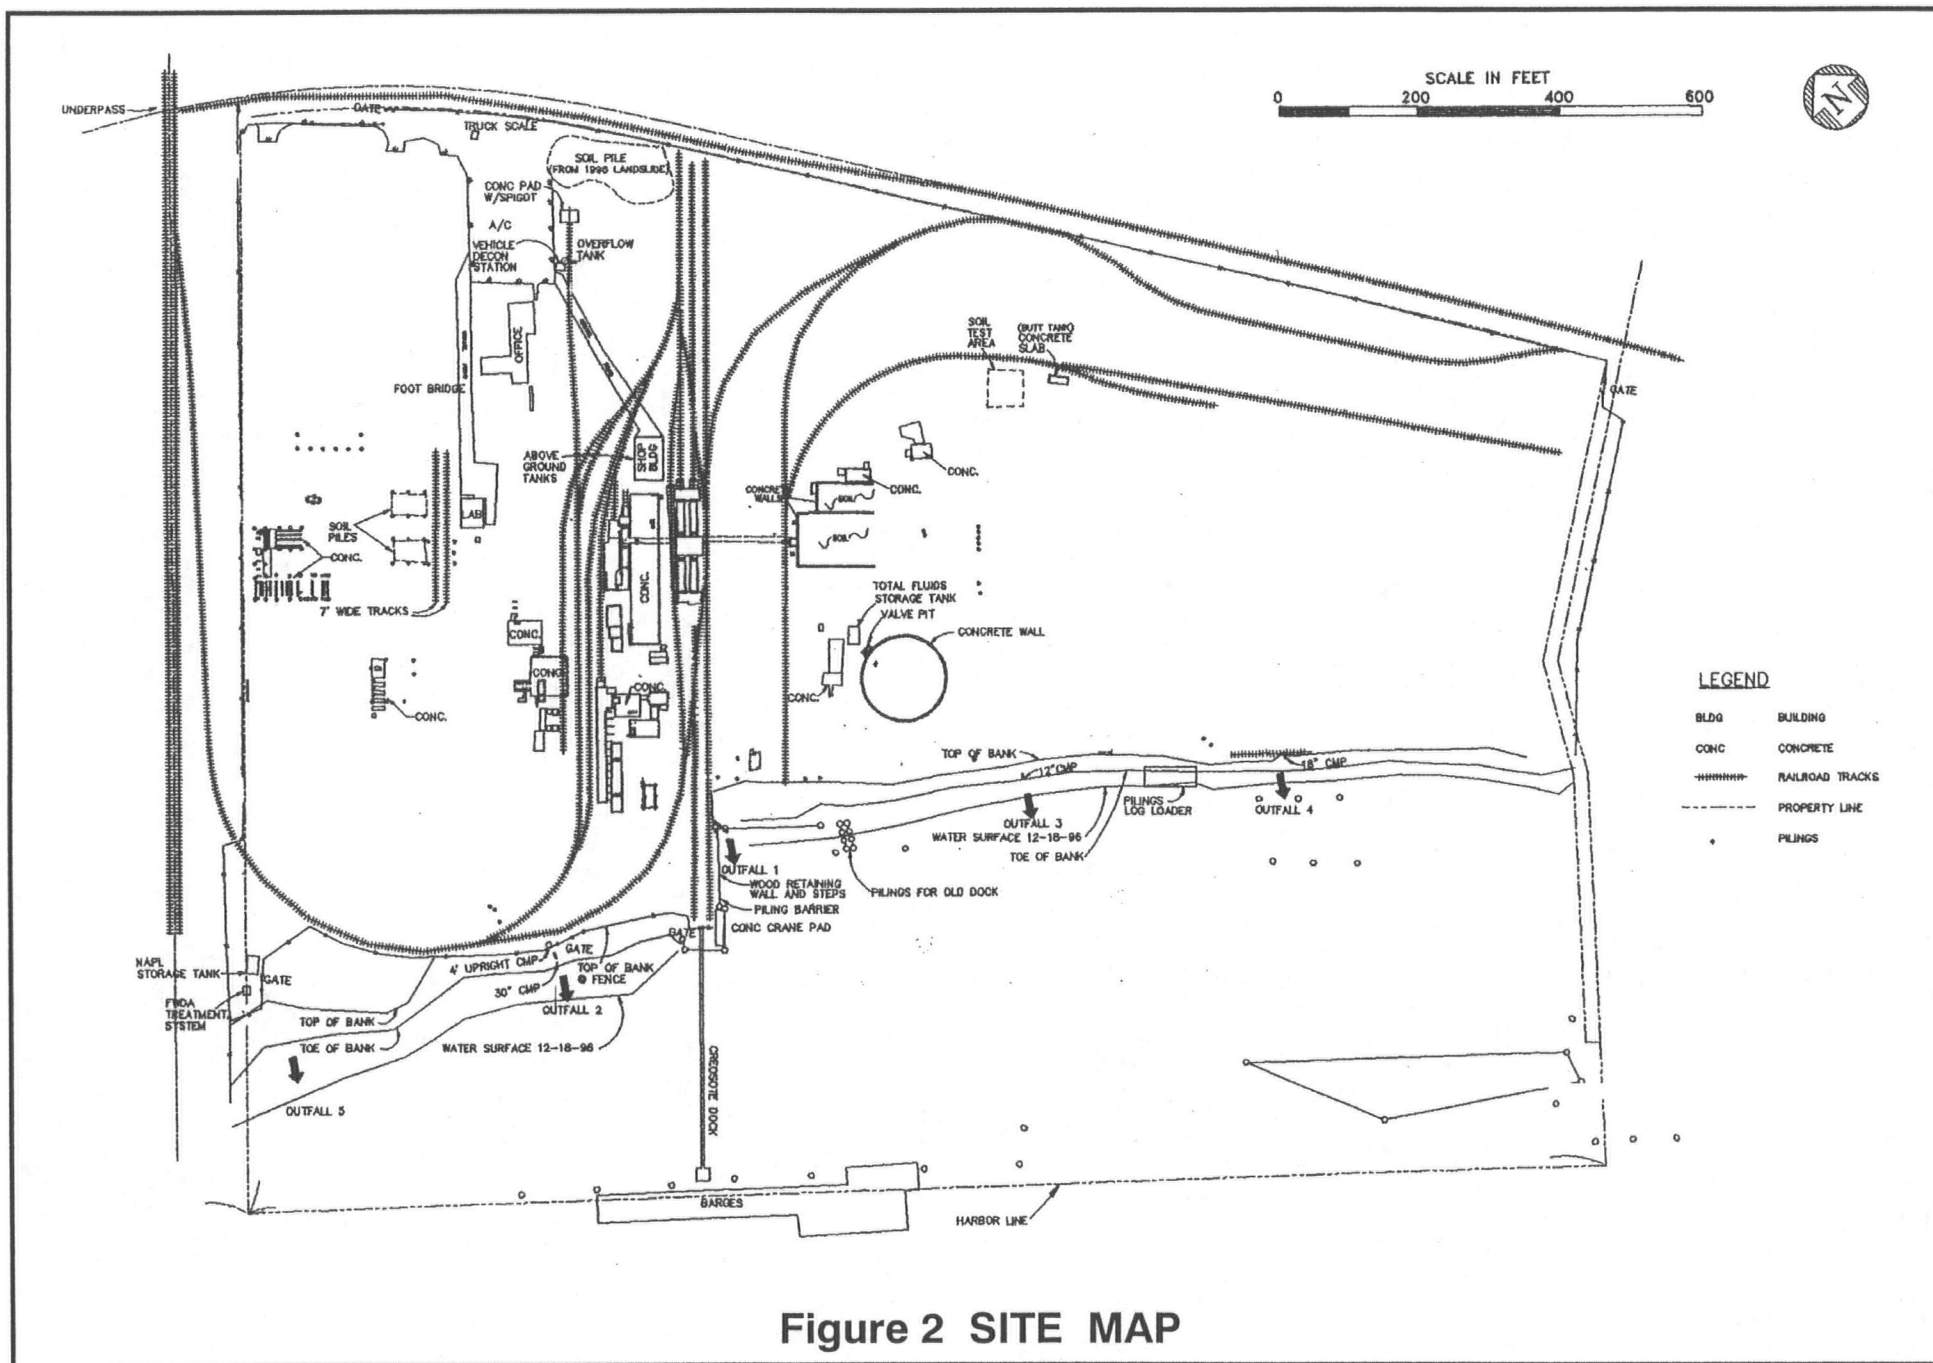 SCALE IN FEET
0 200 400 600
N
UNDERPASS
GATE
TRUCK SCALE
SOIL PILE
(FROM 1995 LANDSLIDE)
CONC PAD
W/SPIGOT
A/C
VEHICLE
DECON
STATION
OVERFLOW
TANK
OFFICE
FOOT BRIDGE
SOIL
TEST
AREA
(BUTT TANK)
CONCRETE
SLAB
GATE
ABOVE
GROUND
TANKS
SHOP
BLDG
CONC.
CONC.
CONCRETE
WALLS
SOIL
SOIL
LAB
SOIL
PILES
CONC.
7' WIDE TRACKS
CONC.
TOTAL FLUIDS
STORAGE TANK
VALVE PIT
CONCRETE WALL
CONC.
CONC.
CONC.
CONC.
CONC.
LEGEND
BLDG BUILDING
CONC CONCRETE
RAILROAD TRACKS
PROPERTY LINE
PILINGS
TOP OF BANK
12" CMP
18" CMP
PILINGS
LOG LOADER
OUTFALL 4
OUTFALL 3
WATER SURFACE 12-18-96
TOE OF BANK
OUTFALL 1
WOOD RETAINING
WALL AND STEPS
PILINGS FOR OLD DOCK
PILING BARRIER
CONC CRANE PAD
GATE
GATE
4' UPRIGHT CMP
TOP OF BANK
@ FENCE
30" CMP
OUTFALL 2
NAPL
STORAGE TANK
GATE
FWDA
TREATMENT
SYSTEM
TOP OF BANK
TOE OF BANK
WATER SURFACE 12-18-96
OUTFALL 5
CREOSOTE DOCK
BARGES
HARBOR LINE
Figure 2 SITE MAP